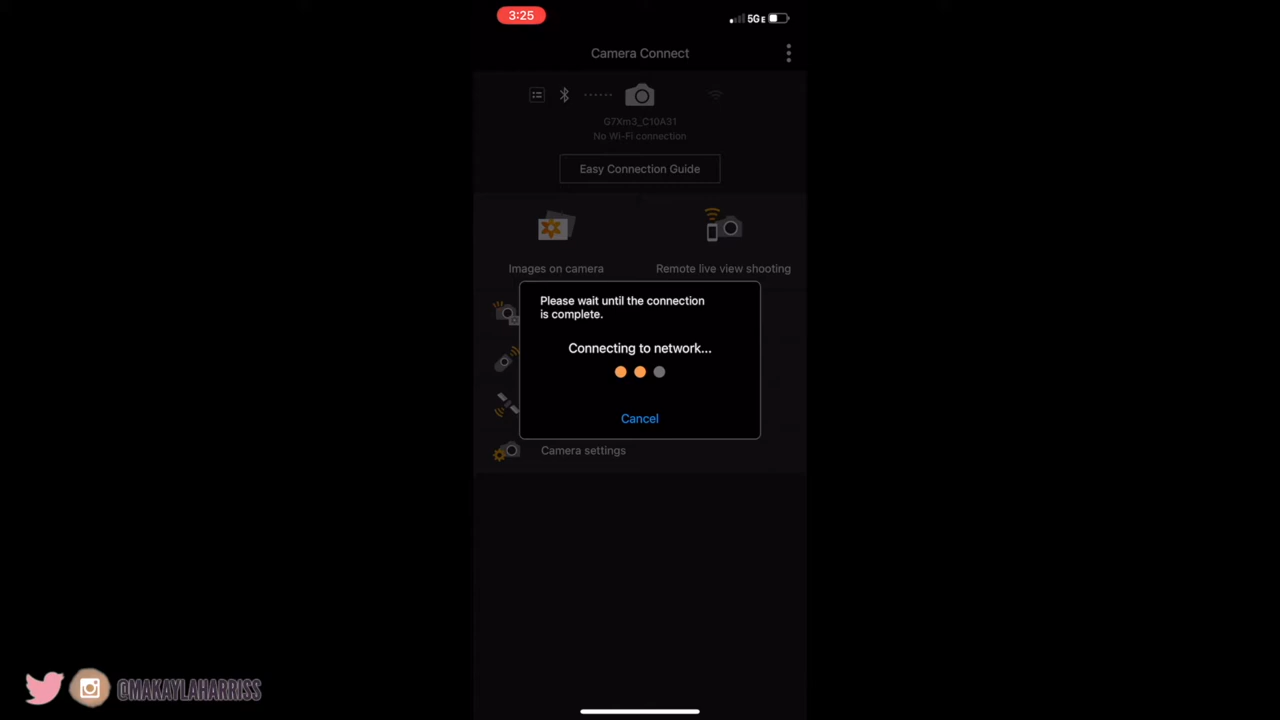 3:25
5GE
Camera Connect
G7Xm3_C10A31
No Wi-Fi connection
Easy Connection Guide
Images on camera
Remote live view shooting
Please wait until the connection
is complete.
Connecting to network...
Cancel
Camera settings
@MAKAYLAHARRISS